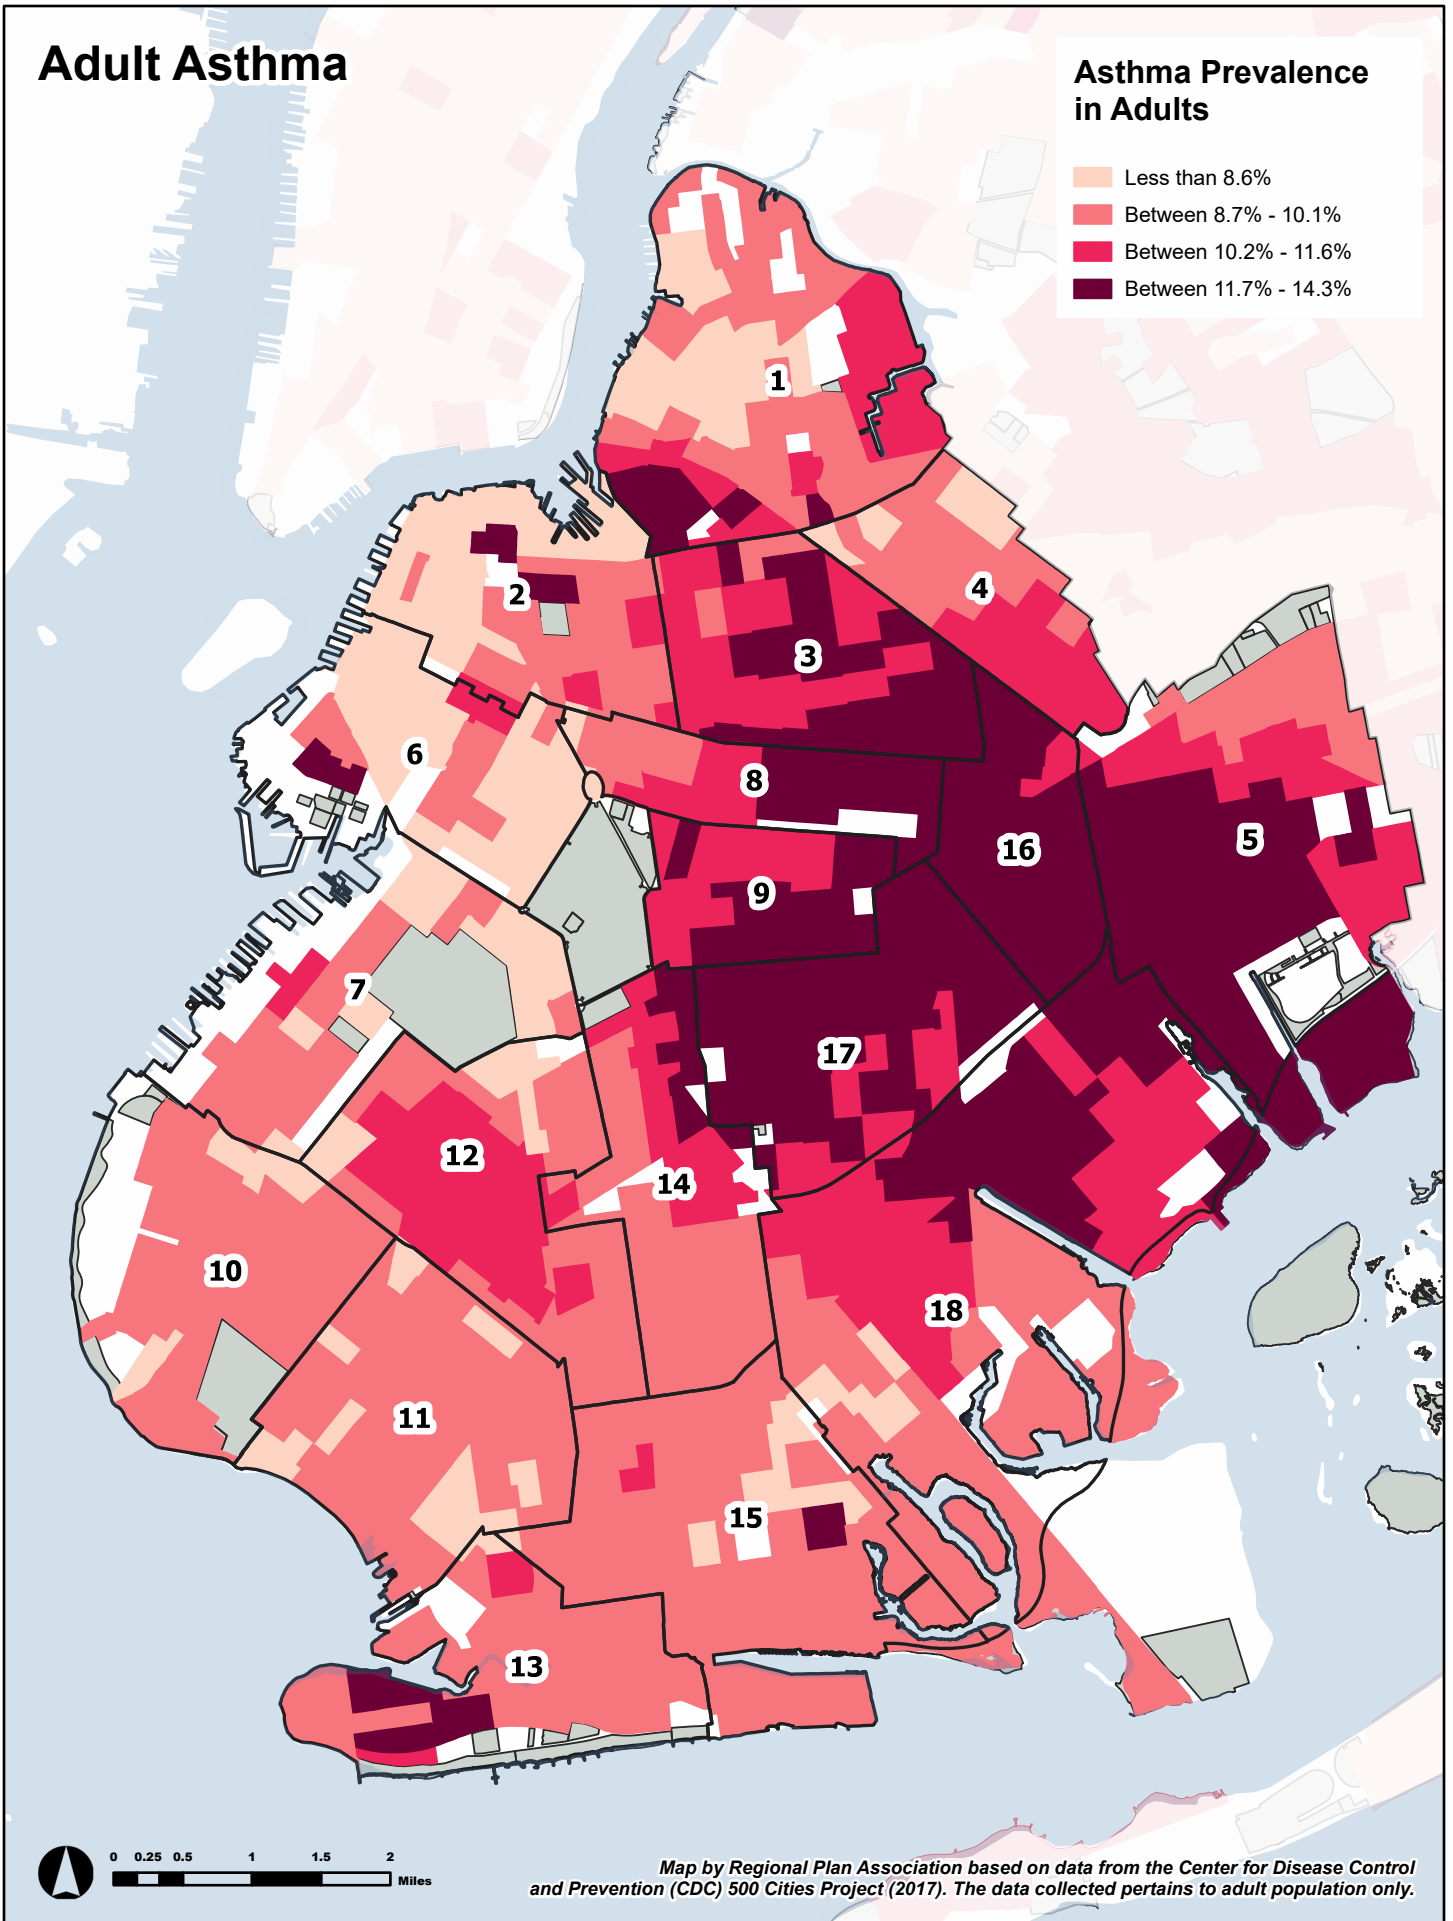 Adult Asthma
Asthma Prevalence
in Adults
Less than 8.6%
Between 8.7% - 10.1%
Between 10.2% - 11.6%
Between 11.7% - 14.3%
1
2
4
3
6
8
5
16
9
7
17
12
14
10
18
11
15
13
0 0.25 0.5 1 1.5 2
Miles
Map by Regional Plan Association based on data from the Center for Disease Control
and Prevention (CDC) 500 Cities Project (2017). The data collected pertains to adult population only.